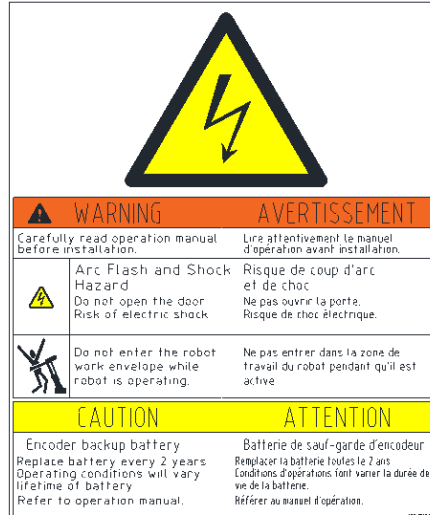 WARNING
AVERTISSEMENT
Carefully read operation manual
before installation.
Lire attentivement le manuel
d'opération avant installation.
Arc Flash and Shock
Hazard
Do not open the door
Risk of electric shock
Risque de coup d'arc
et de choc
Ne pas ouvrir la porte.
Risque de choc électrique.
Do not enter the robot
work envelope while
robot is operating.
Ne pas entrer dans la zone de
travail du robot pendant qu'il est
active
CAUTION
ATTENTION
Encoder backup battery
Replace battery every 2 years
Operating conditions will vary
lifetime of battery
Refer to operation manual.
Batterie de sauf-garde d'encodeur
Remplacer la batterie toutes le 2 ans
Conditions d'opérations font varier la durée de
vie de la batterie.
Référer au manuel d'opération.